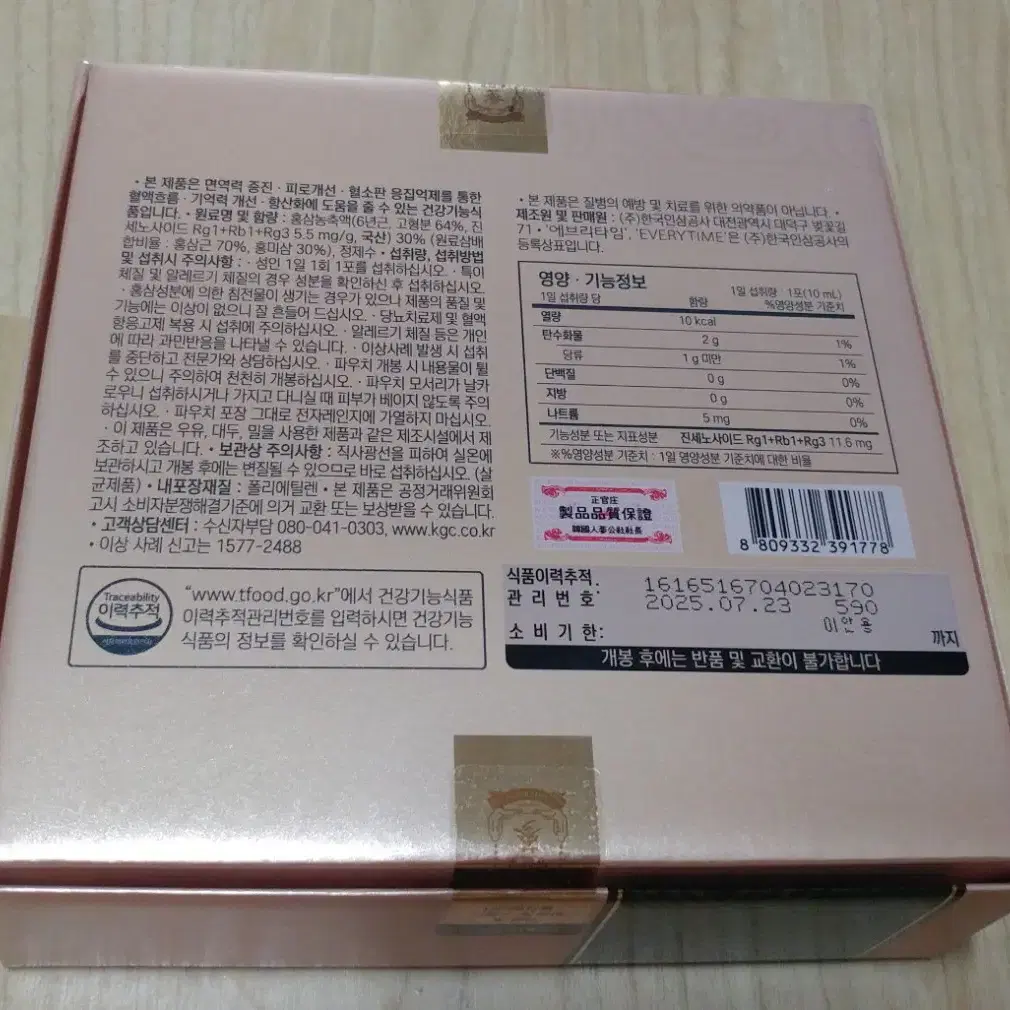 • 본 제품은 면역력 증진 · 피로개선 · 혈소판 응집억제를 통한
혈액흐름 · 기억력 개선 · 항산화에 도움을 줄 수 있는 건강기능식
품입니다. • 원료명 및 함량 : 홍삼농축액(6년근, 고형분 64%, 진
세노사이드 Rg1+Rb1+Rg3 5.5 mg/g, 국산) 30% (원료삼배
합비율 : 홍삼근 70%, 홍미삼 30%), 정제수 • 섭취량, 섭취방법
및 섭취시 주의사항 : · 성인 1일 1회 1포를 섭취하십시오. · 특이
체질 및 알레르기 체질의 경우 성분을 확인하신 후 섭취하십시오.
· 홍삼성분에 의한 침전물이 생기는 경우가 있으나 제품의 품질 및
기능에는 이상이 없으니 잘 흔들어 드십시오. · 당뇨치료제 및 혈액
항응고제 복용 시 섭취에 주의하십시오. · 알레르기 체질 등은 개인
에 따라 과민반응을 나타낼 수 있습니다. · 이상사례 발생 시 섭취
를 중단하고 전문가와 상담하십시오. · 파우치 개봉 시 내용물이 튈
수 있으니 주의하여 천천히 개봉하십시오. · 파우치 모서리가 날카
로우니 섭취하시거나 가지고 다니실 때 피부가 베이지 않도록 주의
하십시오. · 파우치 포장 그대로 전자레인지에 가열하지 마십시오.
· 이 제품은 우유, 대두, 밀을 사용한 제품과 같은 제조시설에서 제
조하고 있습니다. • 보관상 주의사항 : 직사광선을 피하여 실온에
보관하시고 개봉 후에는 변질될 수 있으므로 바로 섭취하십시오. (살
균제품) • 내포장재질 : 폴리에틸렌 • 본 제품은 공정거래위원회
고시 소비자분쟁해결기준에 의거 교환 또는 보상받을 수 있습니다.
• 고객상담센터 : 수신자부담 080-041-0303, www.kgc.co.kr
• 이상 사례 신고는 1577-2488
Traceability
이력추적
"www.tfood.go.kr"에서 건강기능식품
이력추적관리번호를 입력하시면 건강기능
식품의 정보를 확인하실 수 있습니다.
• 본 제품은 질병의 예방 및 치료를 위한 의약품이 아닙니다. •
제조원 및 판매원 : (주)한국인삼공사 대전광역시 대덕구 벚꽃길
71 • '에브리타임', 'EVERYTIME'은 (주)한국인삼공사의
등록상표입니다.
영양 · 기능정보
1일 섭취량 : 1포(10 mL)
1일 섭취량 당 함량 %영양성분 기준치
열량 10 kcal
탄수화물 2 g 1%
당류 1 g 미만 1%
단백질 0 g 0%
지방 0 g 0%
나트륨 5 mg 0%
기능성분 또는 지표성분 진세노사이드 Rg1+Rb1+Rg3 11.6 mg
※%영양성분 기준치 : 1일 영양성분 기준치에 대한 비율
正官庄
製品品質保證
韓國人蔘公社社長
8 809332 391778
식품이력추적 관리번호 : 1616516704023170
2025.07.23 590
소비기한: 까지
개봉 후에는 반품 및 교환이 불가합니다